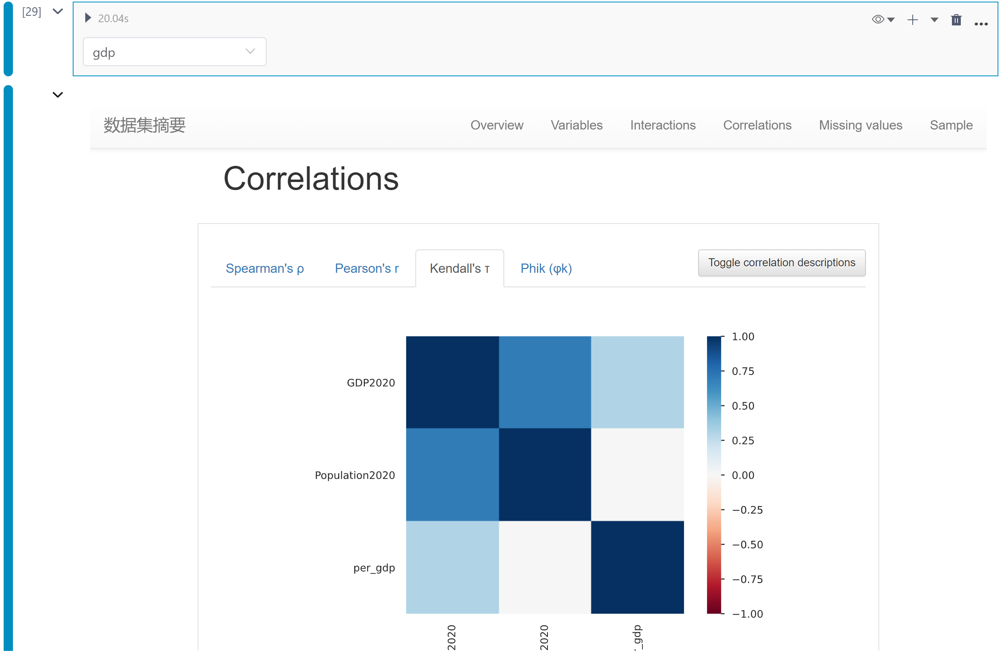 [29]
20.04s
gdp
数据集摘要 Overview Variables Interactions Correlations Missing values Sample
Correlations
Spearman's ρ Pearson's r Kendall's τ Phik (φk) Toggle correlation descriptions
1.00
0.75
GDP2020
0.50
0.25
Population2020 0.00
−0.25
−0.50
per_gdp
−0.75
−1.00
2020 2020 _gdp